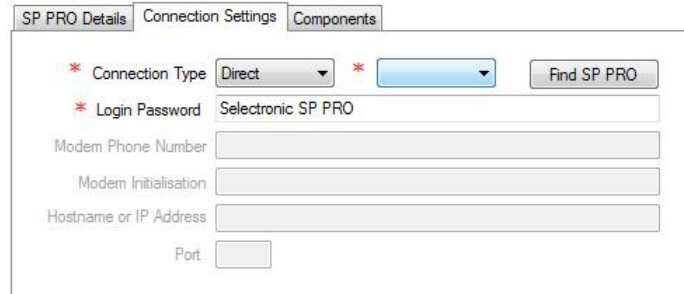 SP PRO Details Connection Settings Components
* Connection Type Direct * Find SP PRO
* Login Password Selectronic SP PRO
Modem Phone Number
Modem Initialisation
Hostname or IP Address
Port